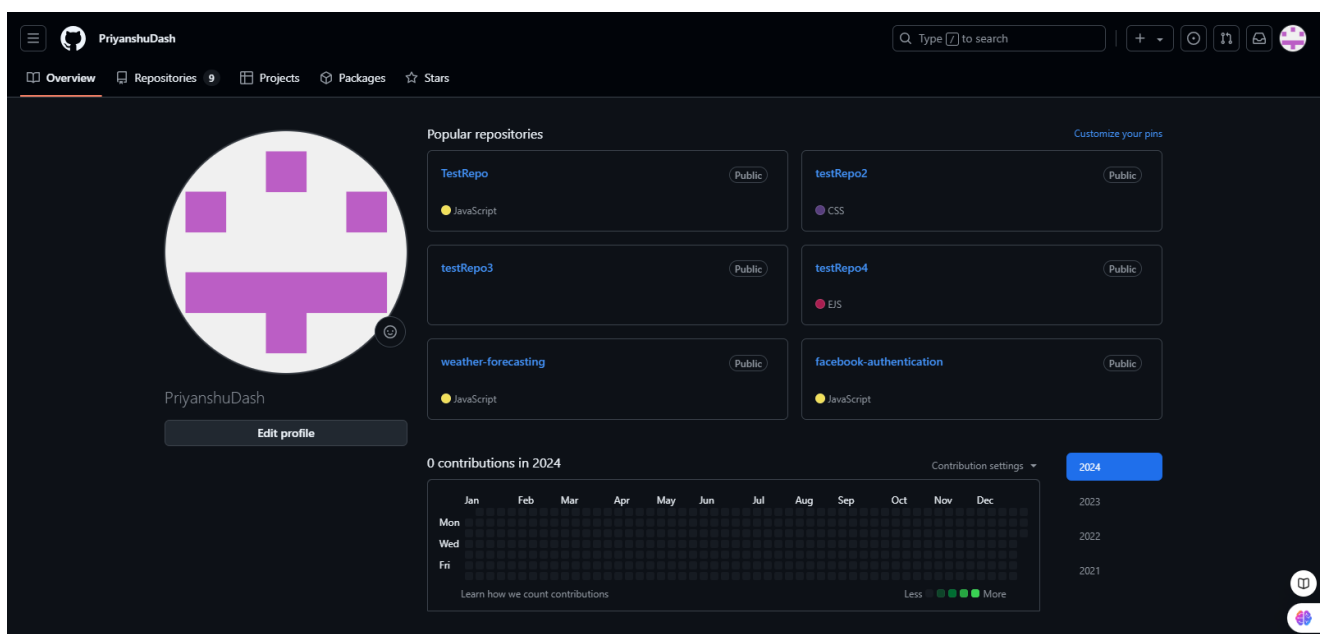 PriyanshuDash
Type / to search
Overview Repositories 9 Projects Packages Stars
Popular repositories Customize your pins
TestRepo Public testRepo2 Public
JavaScript CSS
testRepo3 Public testRepo4 Public
EJS
weather-forecasting Public facebook-authentication Public
JavaScript JavaScript
PriyanshuDash
Edit profile
0 contributions in 2024 Contribution settings 2024
Jan Feb Mar Apr May Jun Jul Aug Sep Oct Nov Dec
2023
Mon
Wed
2022
Fri
2021
Learn how we count contributions Less More